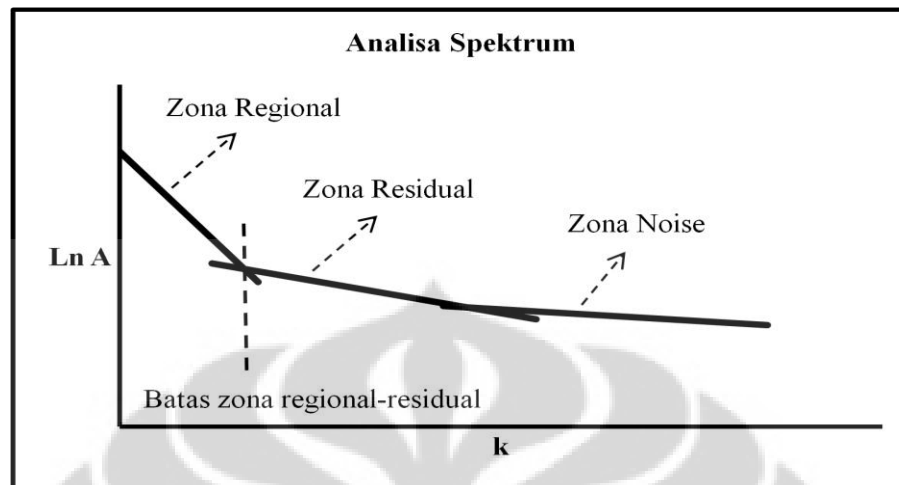 Analisa Spektrum
Zona Regional
Zona Residual
Zona Noise
Ln A
Batas zona regional-residual
k